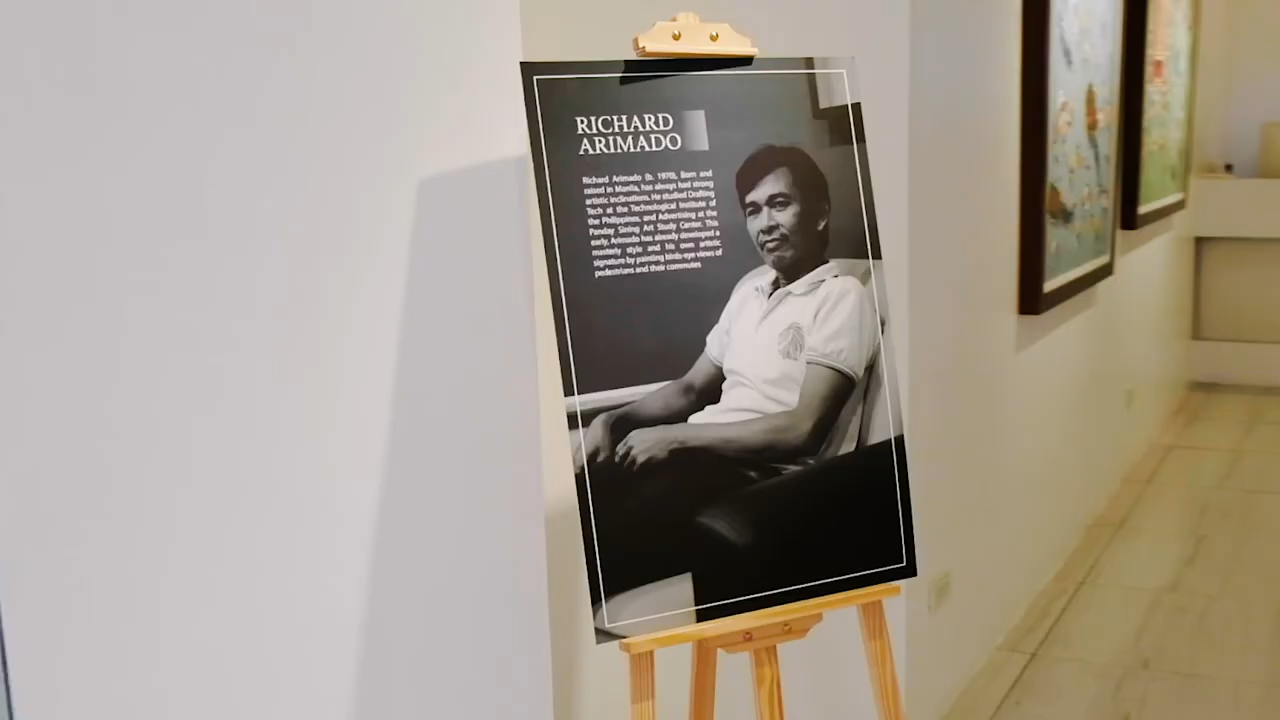 RICHARD
ARIMADO
Richard Arimado (b. 1970), Born and
raised in Manila, has always had strong
artistic inclinations. He studied Drafting
Tech at the Technological Institute of
the Philippines, and Advertising at the
Panday Sining Art Study Center. This
early, Arimado has already developed a
masterly style and his own artistic
signature by painting birds-eye views of
pedestrians and their commutes